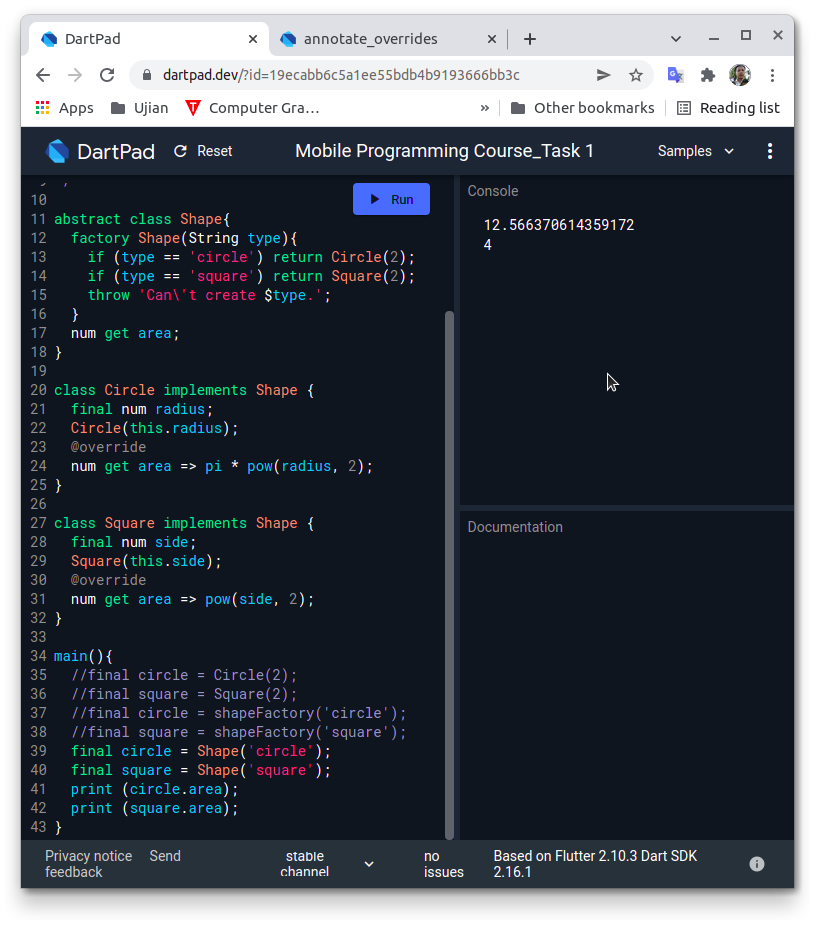 DartPad
annotate_overrides
dartpad.dev/?id=19ecabb6c5a1ee55bdb4b9193666bb3c
Apps
Ujian
Computer Gra...
»
Other bookmarks
Reading list
DartPad
Reset
Mobile Programming Course_Task 1
Samples
Run
10
11 abstract class Shape{
12   factory Shape(String type){
13     if (type == 'circle') return Circle(2);
14     if (type == 'square') return Square(2);
15     throw 'Can\'t create $type.';
16   }
17   num get area;
18 }
19
20 class Circle implements Shape {
21   final num radius;
22   Circle(this.radius);
23   @override
24   num get area => pi * pow(radius, 2);
25 }
26
27 class Square implements Shape {
28   final num side;
29   Square(this.side);
30   @override
31   num get area => pow(side, 2);
32 }
33
34 main(){
35   //final circle = Circle(2);
36   //final square = Square(2);
37   //final circle = shapeFactory('circle');
38   //final square = shapeFactory('square');
39   final circle = Shape('circle');
40   final square = Shape('square');
41   print (circle.area);
42   print (square.area);
43 }
Console
12.566370614359172
4
Documentation
Privacy notice
Send
feedback
stable
channel
no
issues
Based on Flutter 2.10.3 Dart SDK
2.16.1